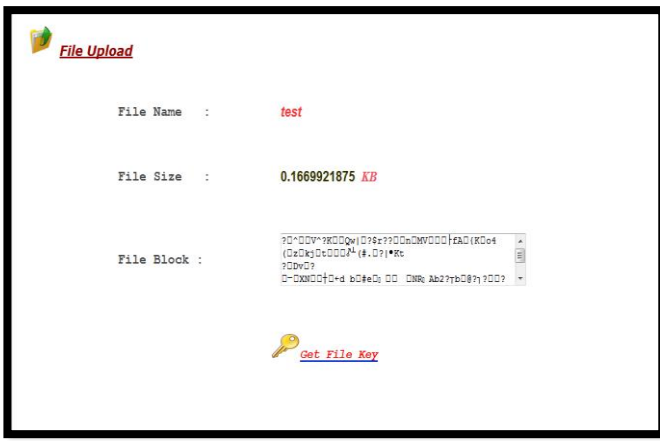 File Upload
File Name : test
File Size : 0.1669921875 KB
File Block :
Get File Key